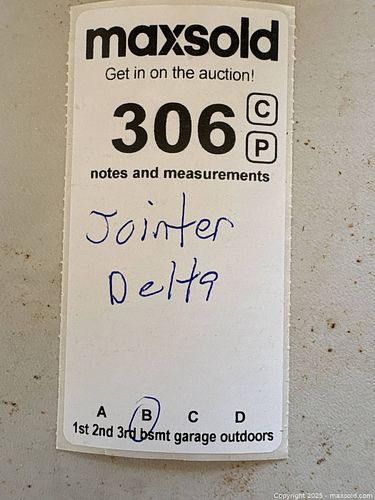 maxsold
Get in on the auction!
306 C
P
notes and measurements
Jointer
Delta
A B C D
1st 2nd 3rd bsmt garage outdoors
Copyright 2025 - maxsold.com